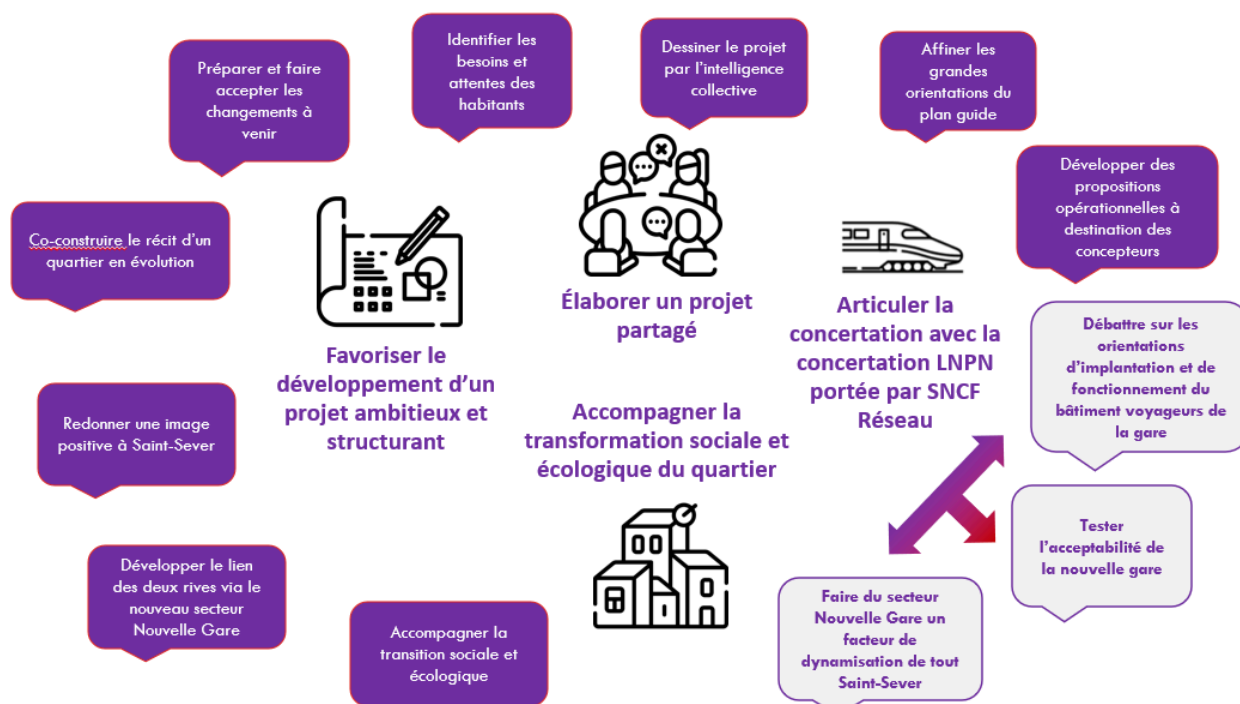 Préparer et faire
accepter les
changements à
venir
Identifier les
besoins et
attentes des
habitants
Dessiner le projet
par l'intelligence
collective
Affiner les
grandes
orientations du
plan guide
Développer des
propositions
opérationnelles à
destination des
concepteurs
Co-construire le récit d'un
quartier en évolution
Élaborer un projet
partagé
Articuler la
concertation avec la
concertation LNPN
portée par SNCF
Réseau
Débattre sur les
orientations
d'implantation et de
fonctionnement du
bâtiment voyageurs de
la gare
Favoriser le
développement d'un
projet ambitieux et
structurant
Redonner une image
positive à Saint-Sever
Accompagner la
transformation sociale et
écologique du quartier
Tester
l'acceptabilité de
la nouvelle gare
Développer le lien
des deux rives via le
nouveau secteur
Nouvelle Gare
Accompagner la
transition sociale et
écologique
Faire du secteur
Nouvelle Gare un
facteur de
dynamisation de tout
Saint-Sever